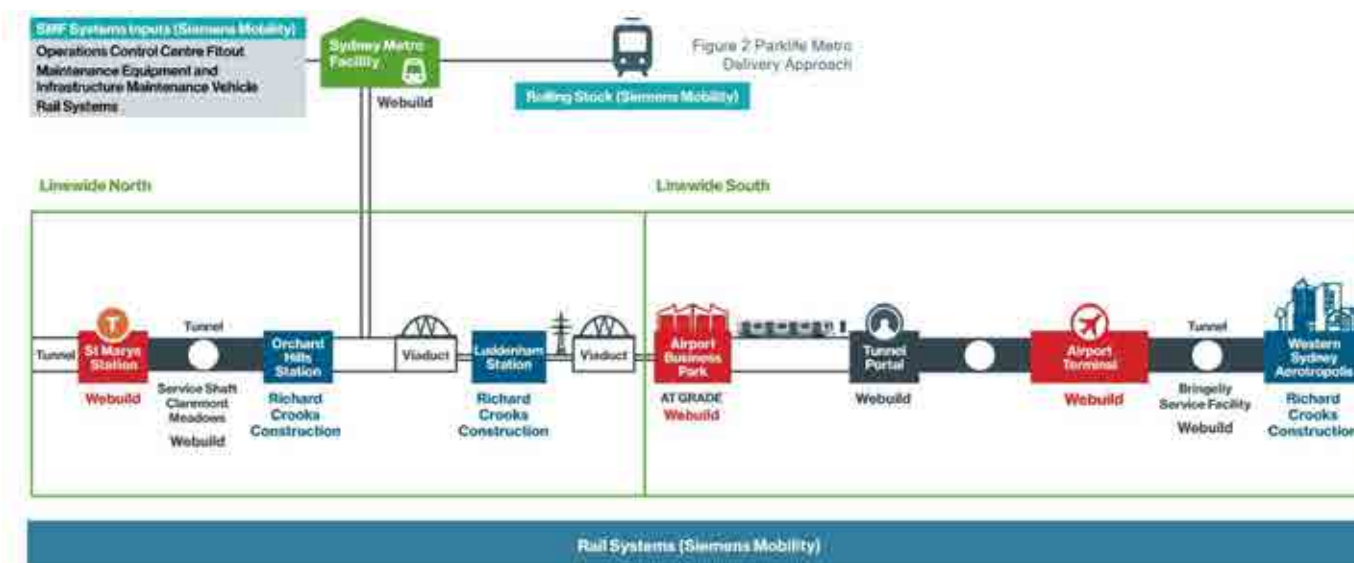 SMF Systems Inputs (Siemens Mobility)
Operations Control Centre Fitout
Maintenance Equipment and
Infrastructure Maintenance Vehicle
Rail Systems
Sydney Metro
Facility
Webuild
Rolling Stock (Siemens Mobility)
Figure 2 Parklife Metro
Delivery Approach
Linewide North
Linewide South
Tunnel
T
St Marys
Station
Webuild
Tunnel
Service Shaft
Claremont
Meadows
Webuild
Orchard
Hills
Station
Richard
Crooks
Construction
Viaduct
Luddenham
Station
Richard
Crooks
Construction
Viaduct
Airport
Business
Park
AT GRADE
Webuild
Tunnel
Portal
Webuild
Airport
Terminal
Webuild
Tunnel
Bringelly
Service Facility
Webuild
Western
Sydney
Aerotropolis
Richard
Crooks
Construction
Rail Systems (Siemens Mobility)